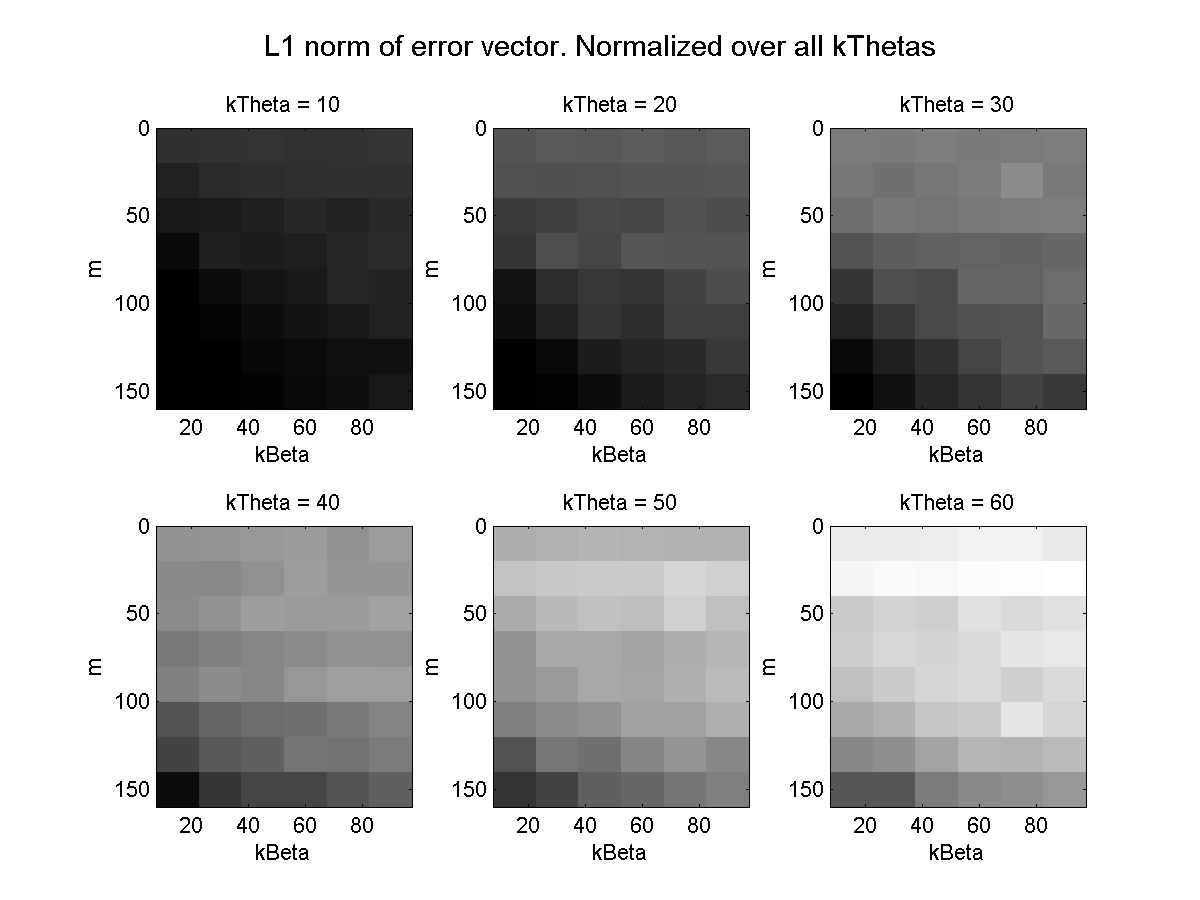 L1 norm of error vector. Normalized over all kThetas
kTheta = 10
kTheta = 20
kTheta = 30
0
50
100
150
m
20 40 60 80
kBeta
0
50
100
150
m
20 40 60 80
kBeta
0
50
100
150
m
20 40 60 80
kBeta
kTheta = 40
kTheta = 50
kTheta = 60
0
50
100
150
m
20 40 60 80
kBeta
0
50
100
150
m
20 40 60 80
kBeta
0
50
100
150
m
20 40 60 80
kBeta